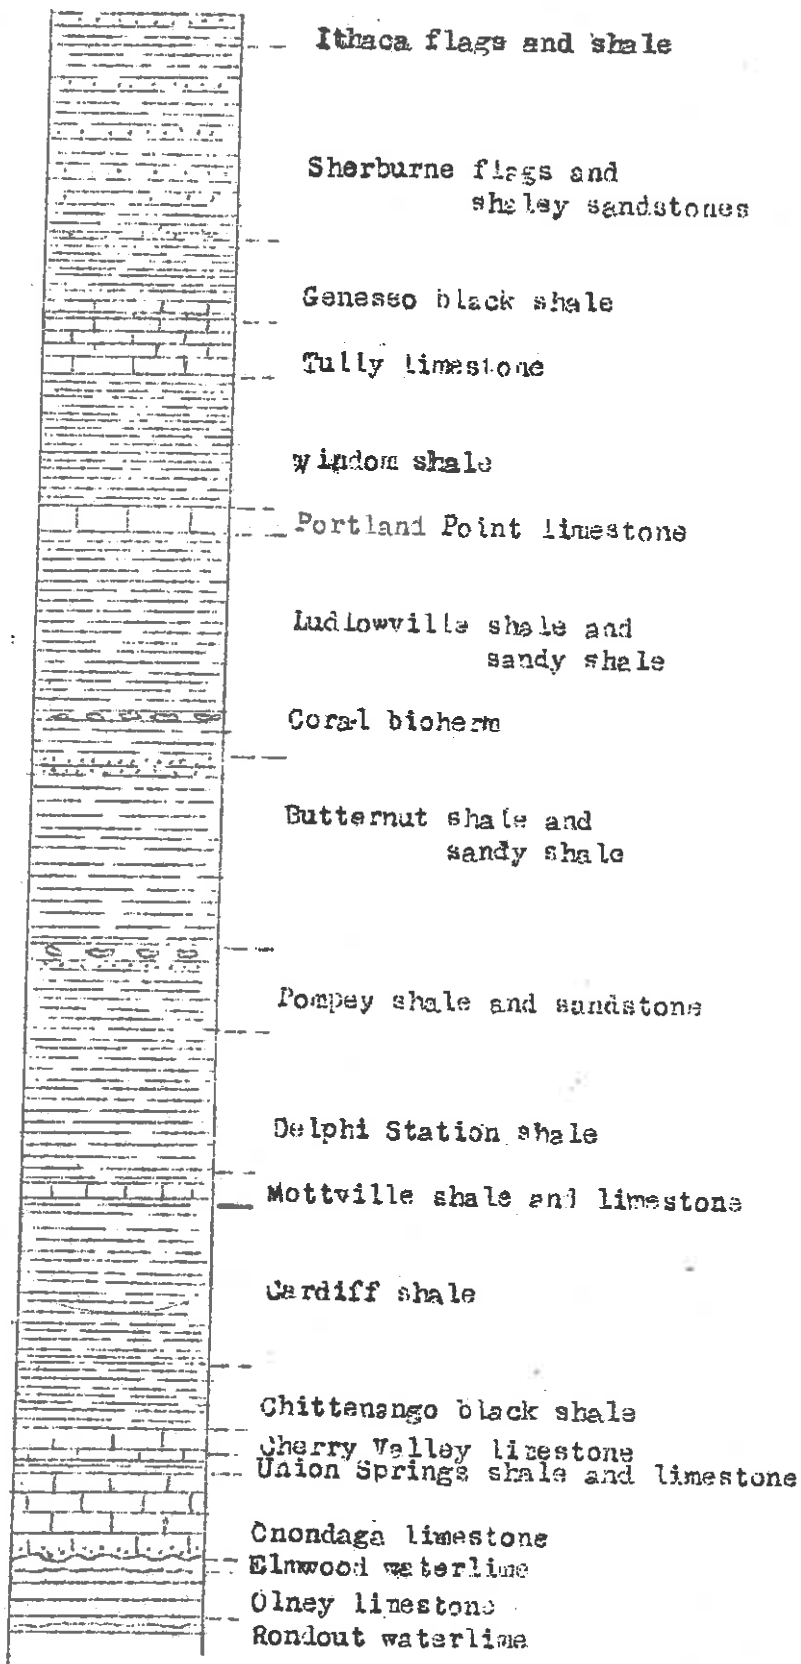 Ithaca flags and shale
Sherburne flags and
shaley sandstones
Genesso black shale
Tully limestone
Windom shale
Portland Point limestone
Ludlowville shale and
sandy shale
Coral bioherm
Butternut shale and
sandy shale
Pompey shale and sandstone
Delphi Station shale
Mottville shale and limestone
Cardiff shale
Chittenango black shale
Cherry Valley limestone
Union Springs shale and limestone
Onondaga limestone
Elmwood waterlime
Olney limestone
Rondout waterlime